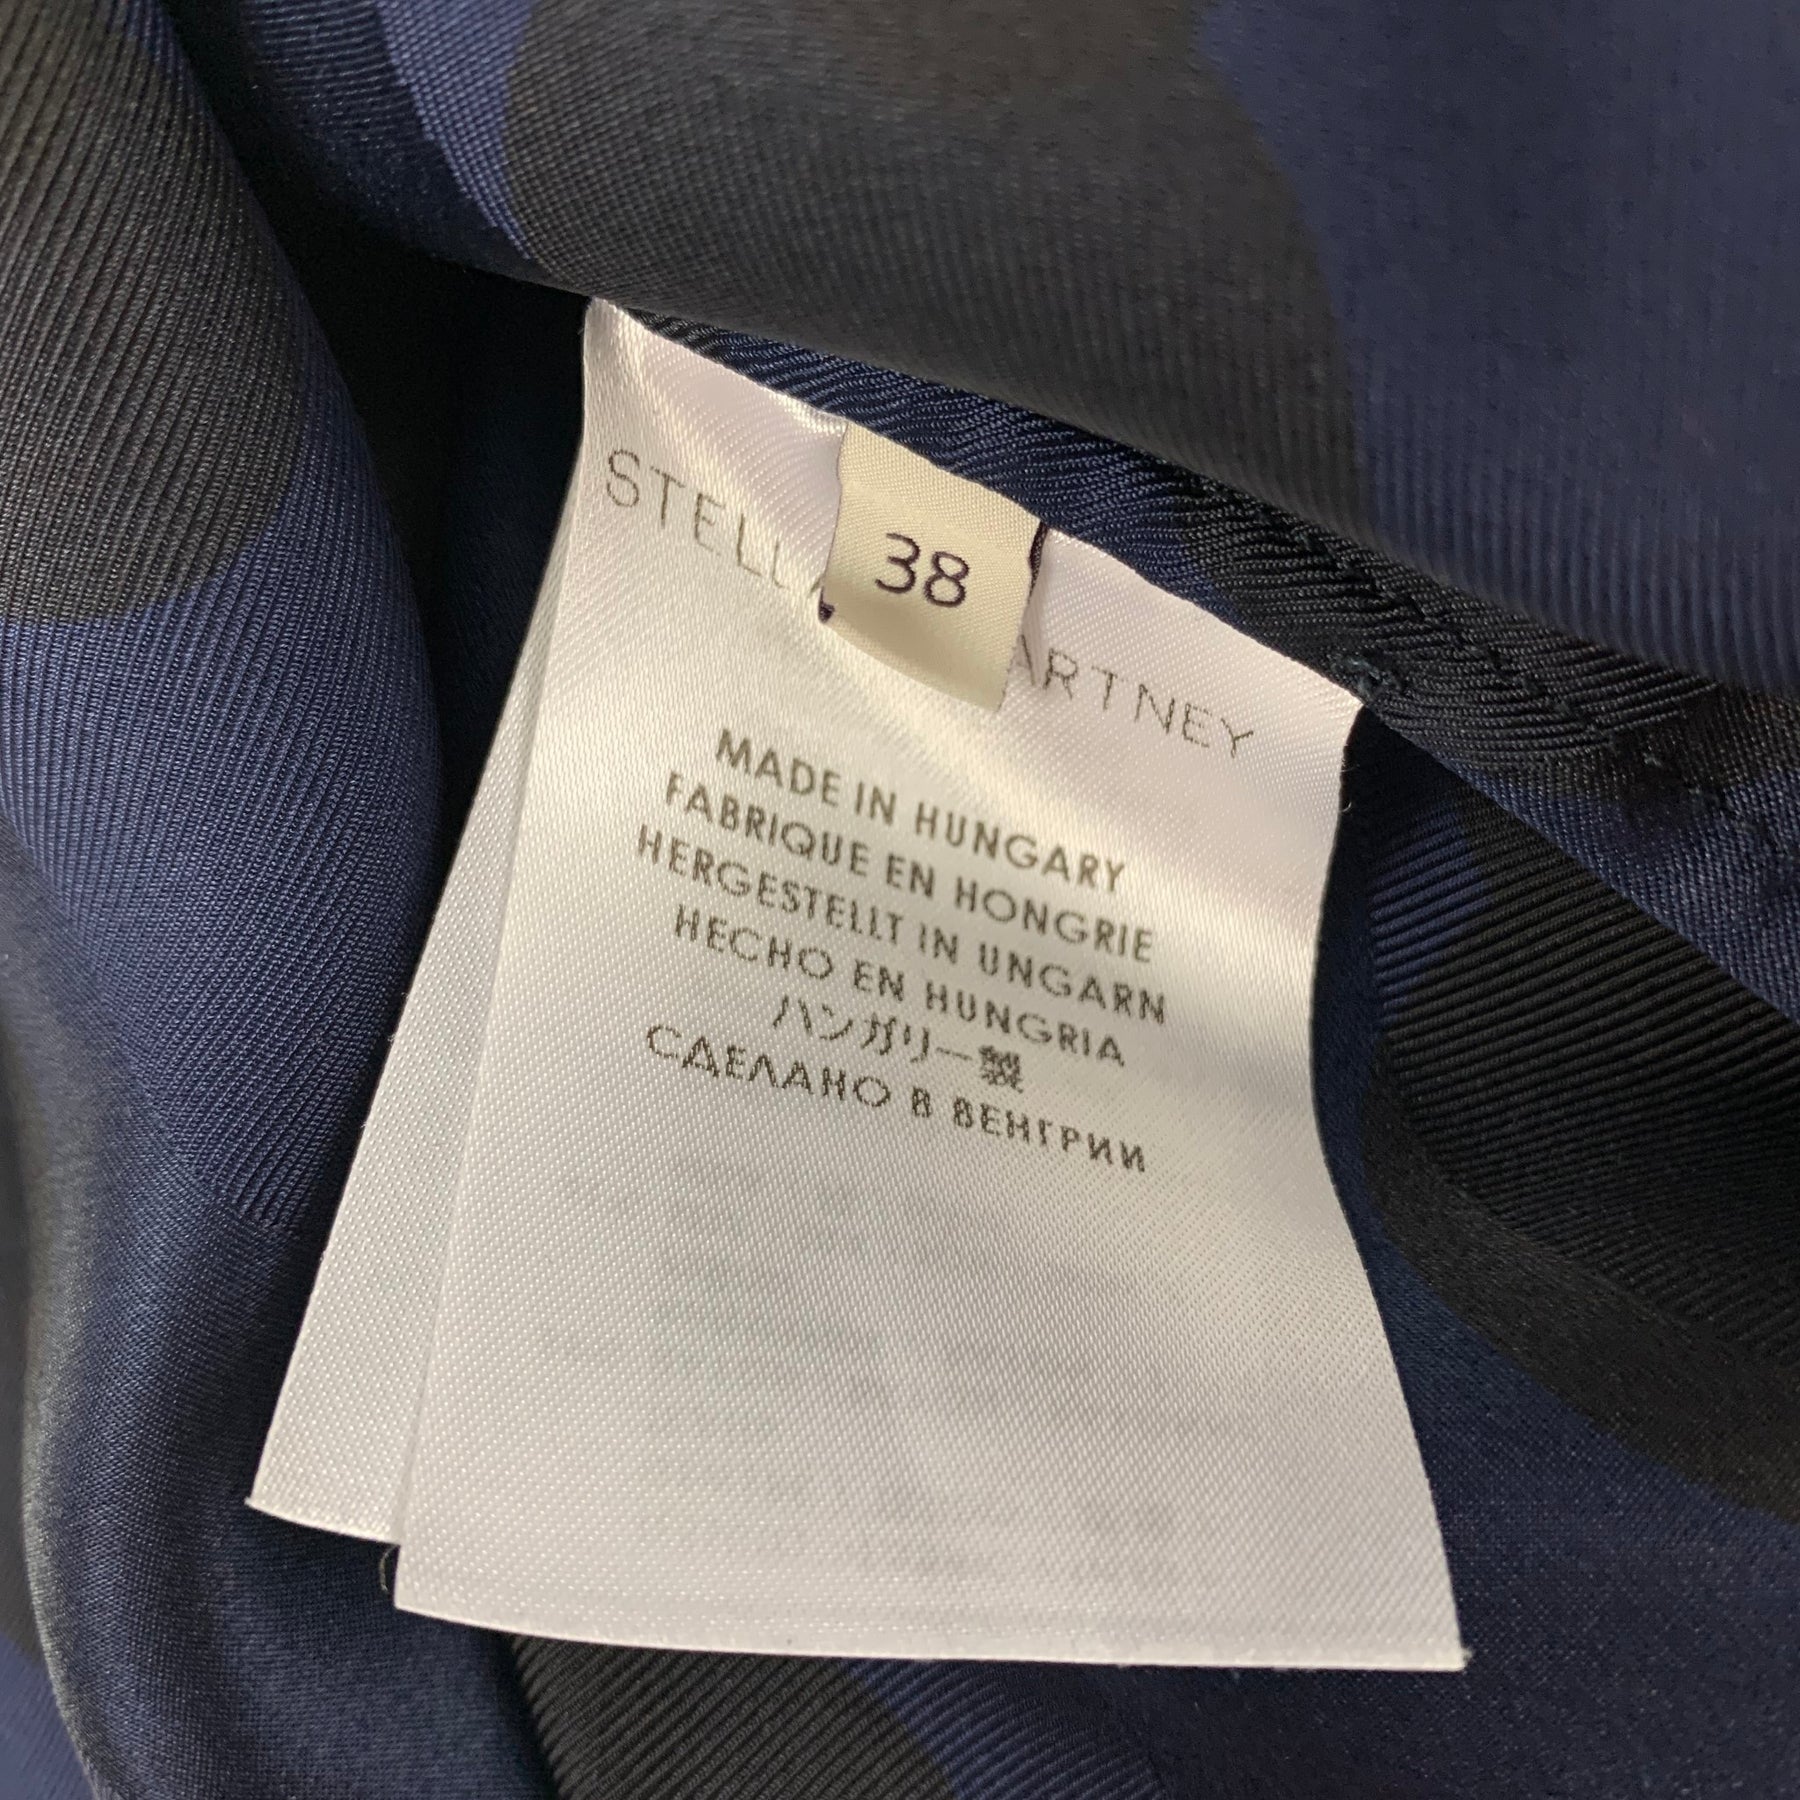 STELLA
38
ARTNEY
MADE IN HUNGARY
FABRIQUE EN HONGRIE
HERGESTELLT IN UNGARN
HECHO EN HUNGRIA
ハンガリー製
СДЕЛАНО В ВЕНГРИИ